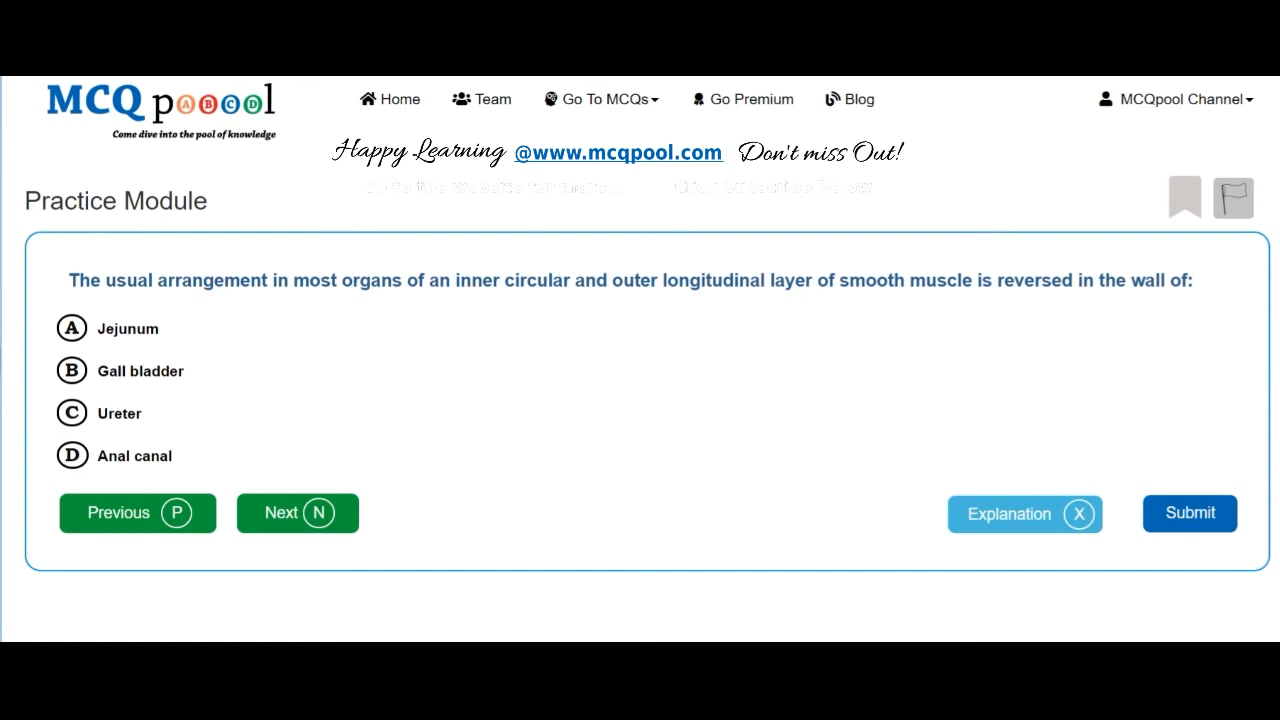 MCQ pooool
Come dive into the pool of knowledge
Home Team Go To MCQs Go Premium Blog MCQpool Channel
Happy Learning @www.mcqpool.com Don't miss Out!
Practice Module
The usual arrangement in most organs of an inner circular and outer longitudinal layer of smooth muscle is reversed in the wall of:
A Jejunum
B Gall bladder
C Ureter
D Anal canal
Previous P Next N Explanation X Submit